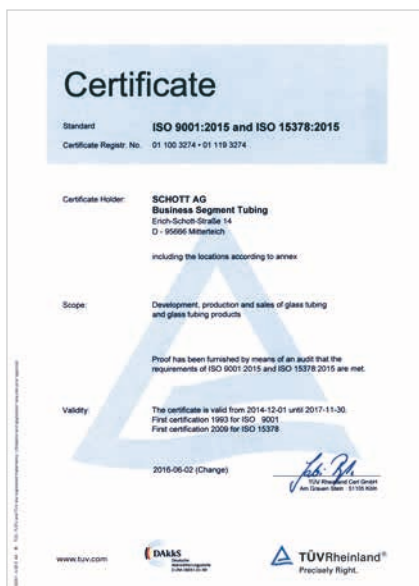 Certificate
Standard ISO 9001:2015 and ISO 15378:2015
Certificate Registr. No. 01 100 3274 • 01 119 3274
Certificate Holder: SCHOTT AG
Business Segment Tubing
Erich-Schott-Straße 14
D - 95666 Mitterteich
including the locations according to annex
Scope: Development, production and sales of glass tubing
and glass tubing products
Proof has been furnished by means of an audit that the
requirements of ISO 9001:2015 and ISO 15378:2015 are met.
Validity: The certificate is valid from 2014-12-01 until 2017-11-30.
First certification 1993 for ISO 9001
First certification 2009 for ISO 15378
2016-06-02 (Change)
TÜV Rheinland Cert GmbH
Am Grauen Stein · 51105 Köln
www.tuv.com
DAkkS
Deutsche
Akkreditierungsstelle
TÜVRheinland®
Precisely Right.